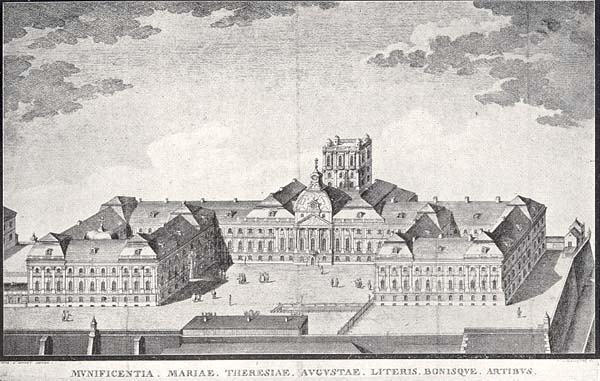 MVNIFICENTIA . MARIAE . THERESIAE . AVGVSTAE . LITERIS . BONISQVE . ARTIBVS .